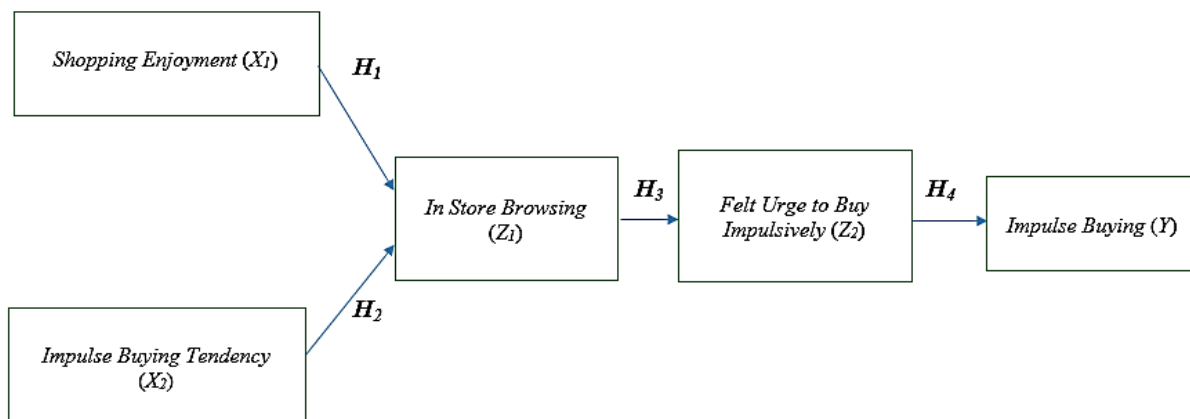 Shopping Enjoyment (X₁)
H₁
In Store Browsing
(Z₁)
H₃
Felt Urge to Buy
Impulsively (Z₂)
H₄
Impulse Buying (Y)
H₂
Impulse Buying Tendency
(X₂)